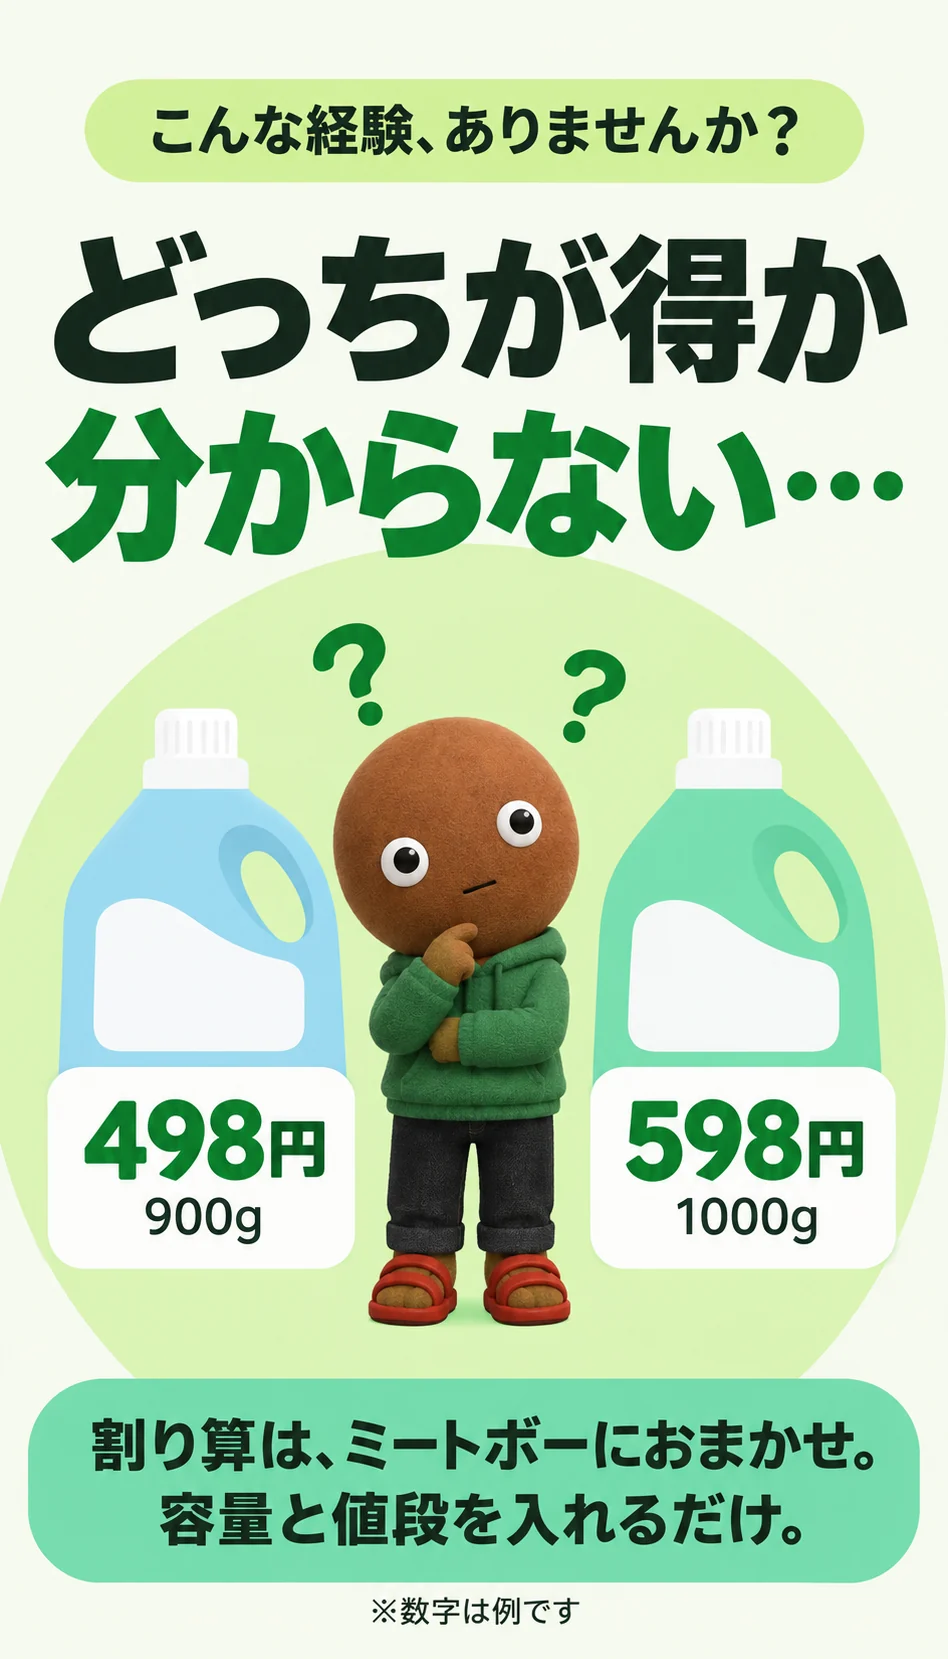 こんな経験、ありませんか？
どっちが得か
分からない…
? ?
498円
900g
598円
1000g
割り算は、ミートボーにおまかせ。
容量と値段を入れるだけ。
※数字は例です